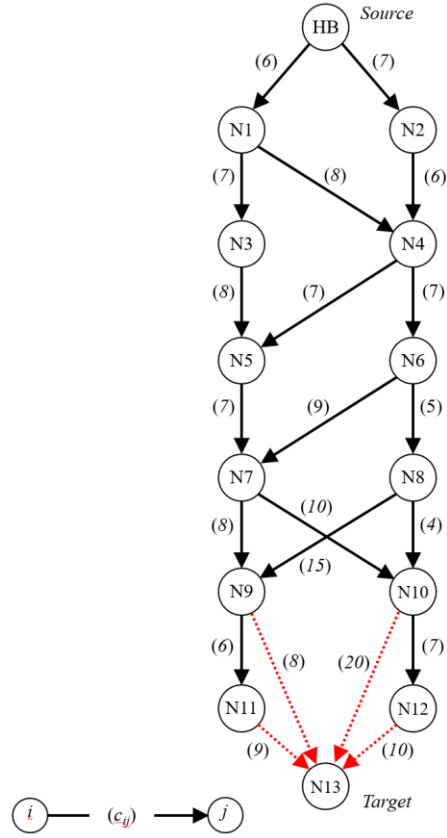 Source
HB
(6) (7)
N1 N2
(7) (8) (6)
N3 N4
(8) (7) (7)
N5 N6
(7) (9) (5)
N7 N8
(8) (10) (4)
(15)
N9 N10
(6) (8) (20) (7)
N11 N12
(9) (10)
N13
Target
i (cij) j